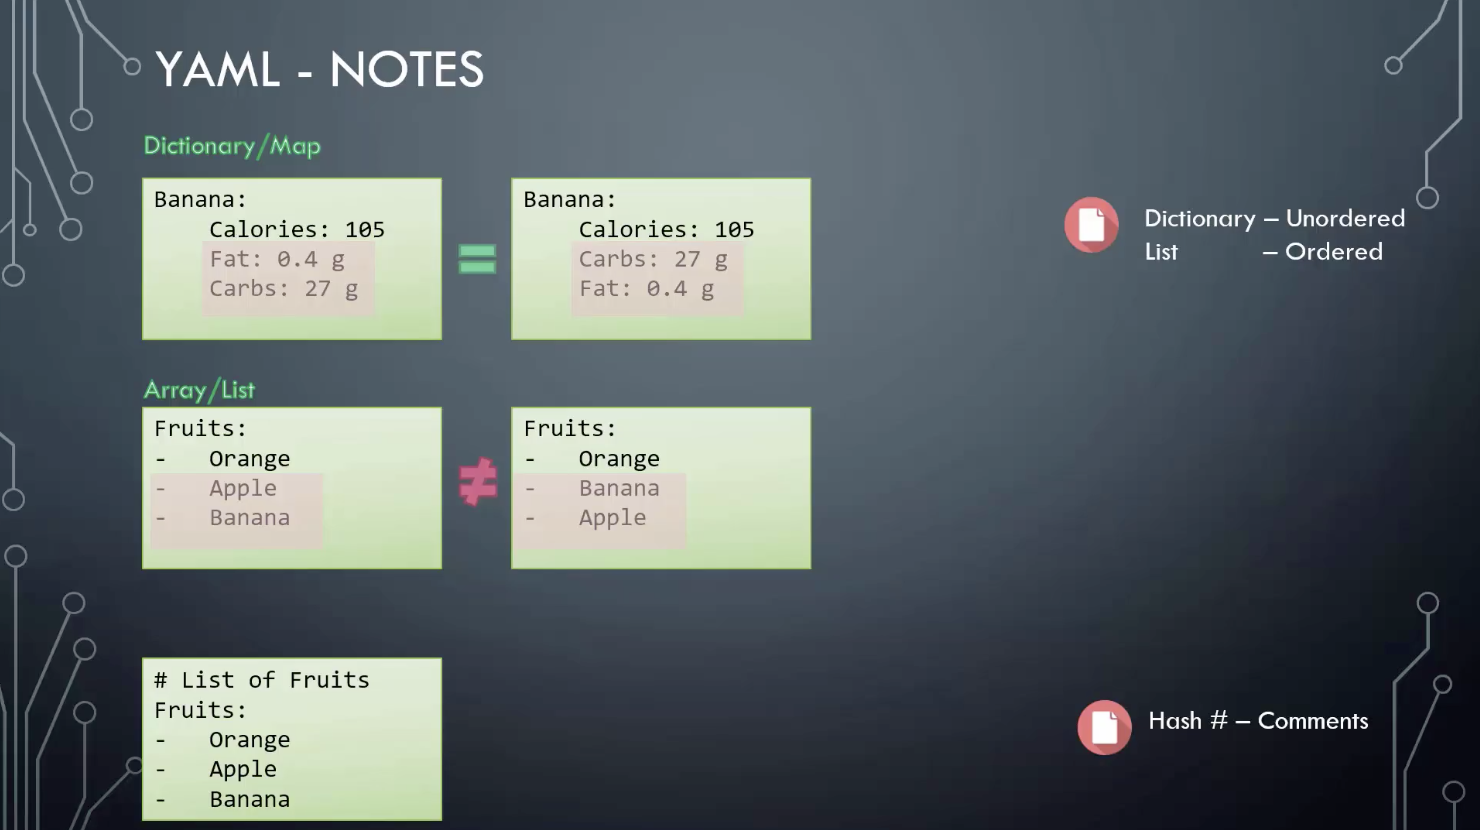 YAML - NOTES
Dictionary/Map
Banana:
Calories: 105
Fat: 0.4 g
Carbs: 27 g
=
Banana:
Calories: 105
Carbs: 27 g
Fat: 0.4 g
Dictionary – Unordered
List – Ordered
Array/List
Fruits:
- Orange
- Apple
- Banana
≠
Fruits:
- Orange
- Banana
- Apple
# List of Fruits
Fruits:
- Orange
- Apple
- Banana
Hash # – Comments